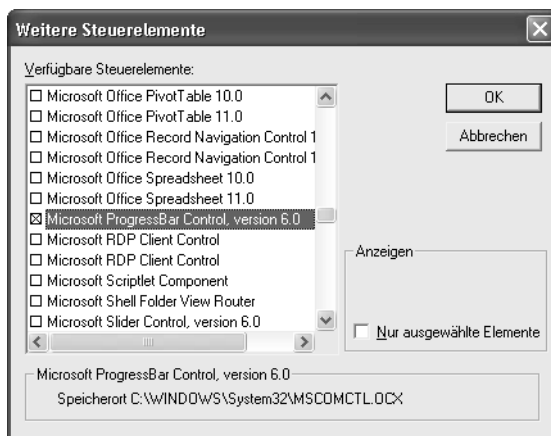 Weitere Steuerelemente
Verfügbare Steuerelemente:
Microsoft Office PivotTable 10.0
Microsoft Office PivotTable 11.0
Microsoft Office Record Navigation Control 1
Microsoft Office Record Navigation Control 1
Microsoft Office Spreadsheet 10.0
Microsoft Office Spreadsheet 11.0
Microsoft ProgressBar Control, version 6.0
Microsoft RDP Client Control
Microsoft RDP Client Control
Microsoft Scriptlet Component
Microsoft Shell Folder View Router
Microsoft Slider Control, version 6.0
OK
Abbrechen
Anzeigen
Nur ausgewählte Elemente
Microsoft ProgressBar Control, version 6.0
Speicherort C:\WINDOWS\System32\MSCOMCTL.OCX